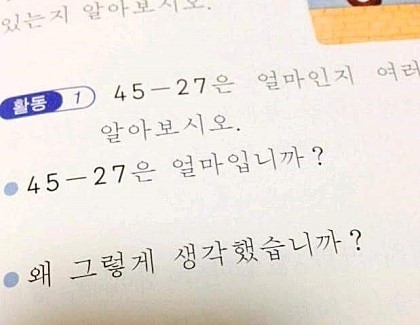 있는지 알아보시오.
활동 1 45-27은 얼마인지 여러
알아보시오.
45-27은 얼마입니까?
왜 그렇게 생각했습니까?